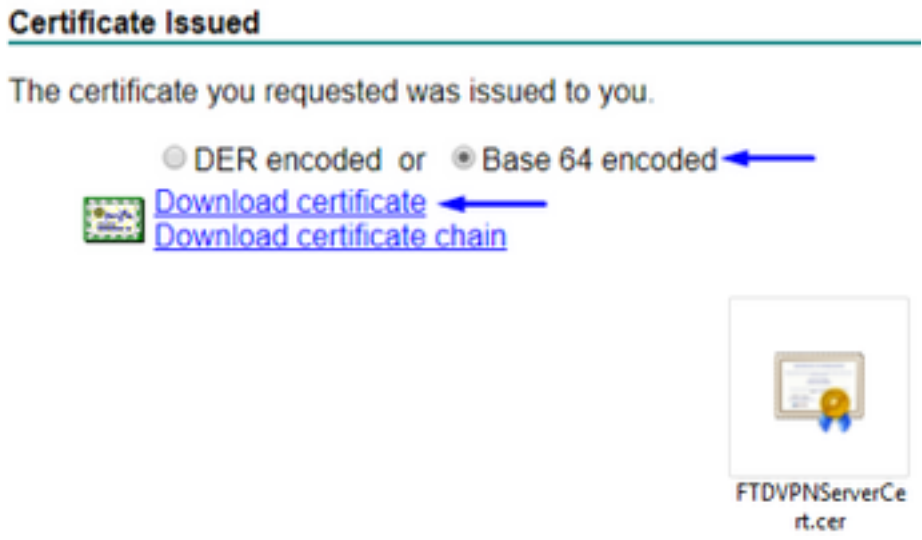 Certificate Issued
The certificate you requested was issued to you.
DER encoded or Base 64 encoded
Download certificate
Download certificate chain
FTDVPNServerCe
rt.cer